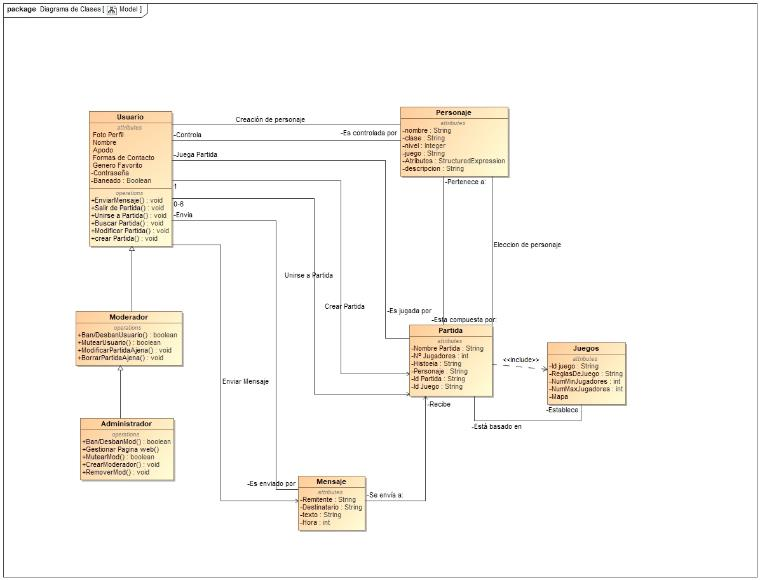 package Diagrama de Clases [ Model ]
Usuario
attributes
Foto Perfil
Nombre
Apodo
Formas de Contacto
Genero Favorito
-Contraseña
-Baneado : Boolean
operations
+EnviarMensaje() : void
+Salir de Partida() : void
+Unirse a Partida() : void
+Buscar Partida() : void
+Modificar Partida() : void
+crear Partida() : void
Creación de personaje
-Controla
-Es controlada por
-Juega Partida
1
0-8
-Envia
Personaje
attributes
-nombre : String
-clase : String
-nivel : Integer
-juego : String
-Atributos : StructuredExpression
-descripcion : String
-Pertenece a:
Eleccion de personaje
Unirse a Partida
Crear Partida
-Es jugada por
-Esta compuesta por:
Moderador
operations
+Ban/DesbanUsuario() : boolean
+MutearUsuario() : boolean
+ModificarPartidaAjena() : void
+BorrarPartidaAjena() : void
Partida
attributes
-Nombre Partida : String
-Nº Jugadores : int
-Histoeia : String
-Personaje : String
-Id Partida : String
-Id Juego : String
<<include>>
Juegos
attributes
-Id juego : String
-ReglasDeJuego : String
-NumMinJugadores : int
-NumMaxJugadores : int
-Mapa
Enviar Mensaje
-Recibe
-Establece
-Está basado en
Administrador
operations
+Ban/DesbanMod() : boolean
+Gestionar Pagina web()
+MutearMod() : boolean
+CrearModerador() : void
+RemoverMod() : void
-Es enviado por
Mensaje
attributes
-Remitente : String
-Destinatario : String
-texto : String
-Hora : int
-Se envía a: